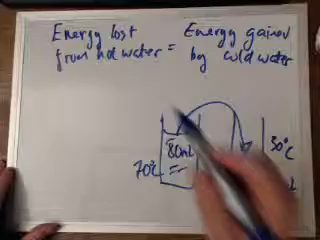 Energy lost
from hot water =
Energy gained
by cold water
80mL
70°C
30°C